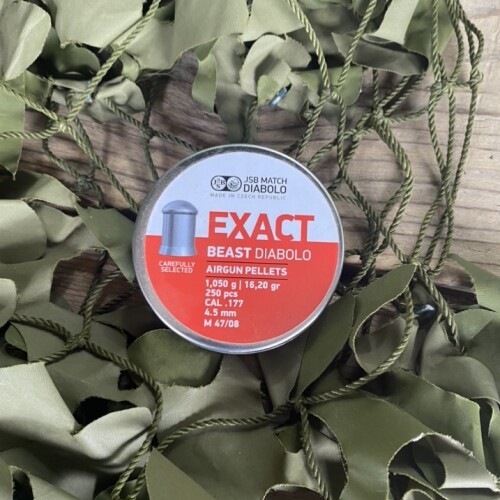 JSB MATCH
DIABOLO
MADE IN CZECH REPUBLIC
EXACT
BEAST DIABOLO
CAREFULLY
SELECTED
AIRGUN PELLETS
1,050 g | 16,20 gr
250 pcs
CAL .177
4.5 mm
M 47/08